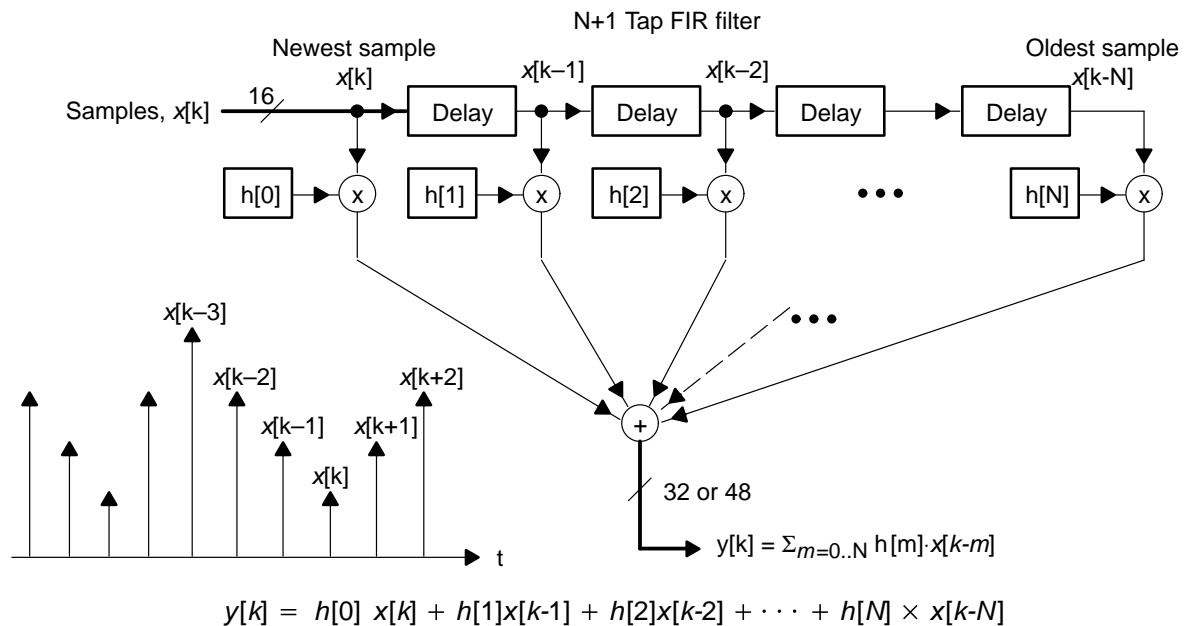 N+1 Tap FIR filter
Newest sample
Oldest sample
x[k]
x[k–1]
x[k–2]
x[k-N]
Samples, x[k]
16
Delay
Delay
Delay
Delay
h[0]
x
h[1]
x
h[2]
x
•••
h[N]
x
x[k–3]
•••
x[k–2]
x[k+2]
x[k–1]
x[k+1]
x[k]
+
32 or 48
t
y[k] = Σm=0..N h[m]·x[k-m]
y[k] = h[0] x[k] + h[1]x[k-1] + h[2]x[k-2] + · · · + h[N] × x[k-N]